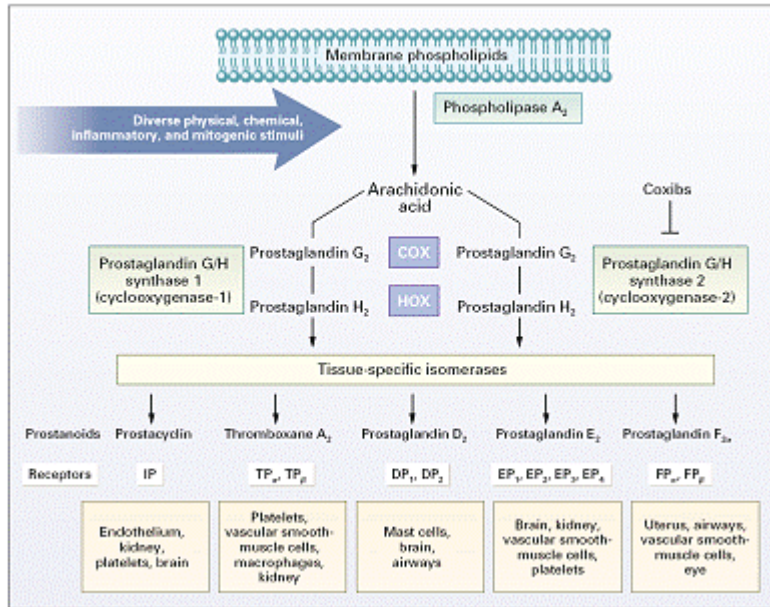 Membrane phospholipids
Diverse physical, chemical,
inflammatory, and mitogenic stimuli
Phospholipase A₂
Arachidonic
acid
Coxibs
Prostaglandin G/H
synthase 1
(cyclooxygenase-1)
Prostaglandin G₂
COX
Prostaglandin G₂
Prostaglandin G/H
synthase 2
(cyclooxygenase-2)
Prostaglandin H₂
HOX
Prostaglandin H₂
Tissue-specific isomerases
Prostanoids
Prostacyclin
Thromboxane A₂
Prostaglandin D₂
Prostaglandin E₂
Prostaglandin F₂α
Receptors
IP
TPα, TPβ
DP₁, DP₂
EP₁, EP₂, EP₃, EP₄
FPα, FPβ
Endothelium,
kidney,
platelets, brain
Platelets,
vascular smooth-
muscle cells,
macrophages,
kidney
Mast cells,
brain,
airways
Brain, kidney,
vascular smooth-
muscle cells,
platelets
Uterus, airways,
vascular smooth-
muscle cells,
eye